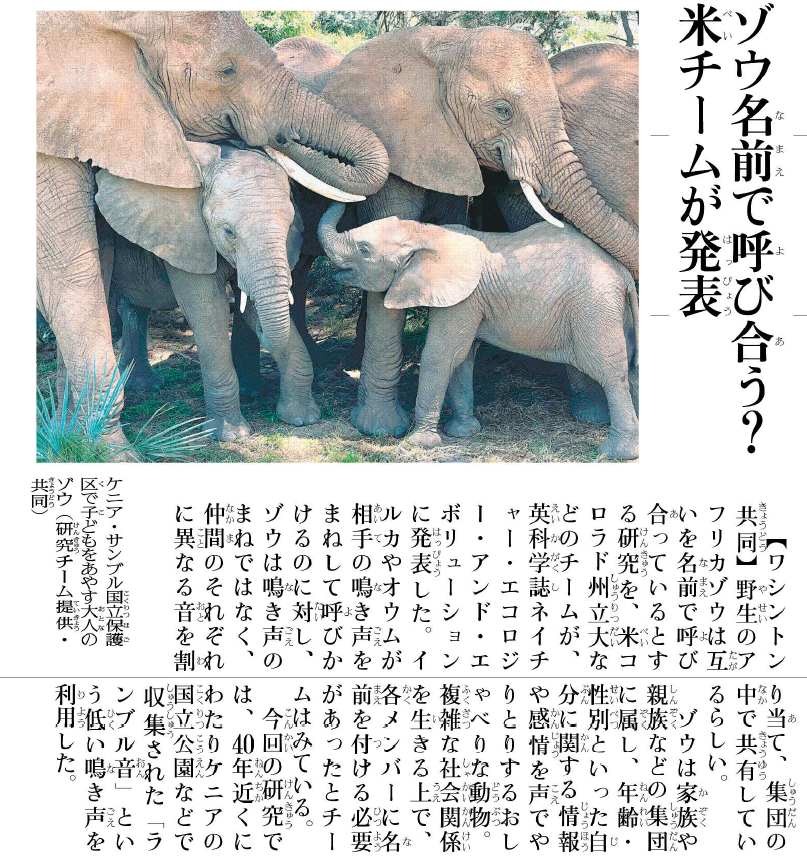 ゾウ名前で呼び合う？
米チームが発表
【ワシントン
共同】野生のア
フリカゾウは互
いを名前で呼び
合っているとす
る研究を、米コ
ロラド州立大な
どのチームが、
英科学誌ネイチ
ャー・エコロジ
ー・アンド・エ
ボリューション
に発表した。イ
ルカやオウムが
相手の鳴き声を
まねして呼びか
けるのに対し、
ゾウは鳴き声の
まねではなく、
仲間のそれぞれ
に異なる音を割
り当て、集団の
中で共有してい
るらしい。
ゾウは家族や
親族などの集団
に属し、年齢・
性別といった自
分に関する情報
や感情を声でや
りとりするおし
ゃべりな動物。
複雑な社会関係
を生きる上で、
各メンバーに名
前を付ける必要
があったとチー
ムはみている。
今回の研究で
は、40年近くに
わたりケニアの
国立公園などで
収集された「ラ
ンブル音」とい
う低い鳴き声を
利用した。
ケニア・サンブル国立保護
区で子どもをあやす大人の
ゾウ（研究チーム提供・
共同）